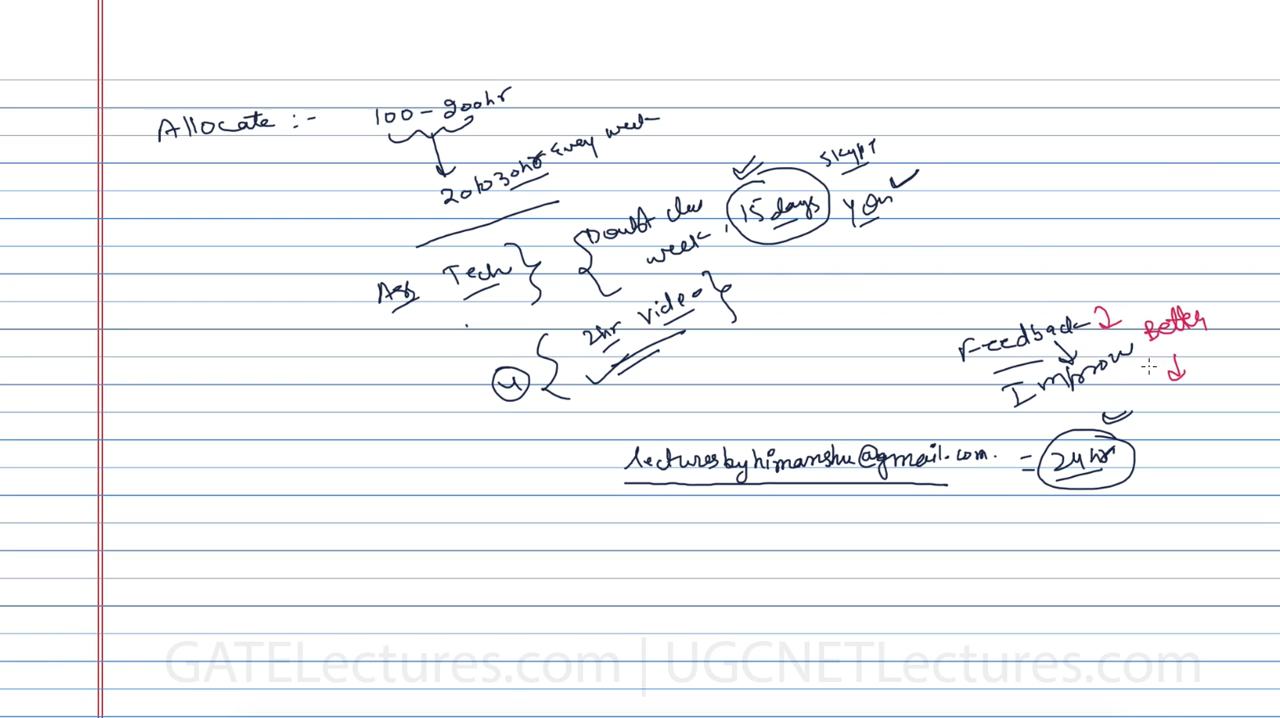 Allocate :- 100-200hr
20 to 30hr Every week
Skype
Doubt clear
week, 15 days You
Ask Tech
2hr video
4
Feedback Better
Improve
lecturesbyhimanshu@gmail.com. = 24hr
GATELectures.com | UGCNETLectures.com